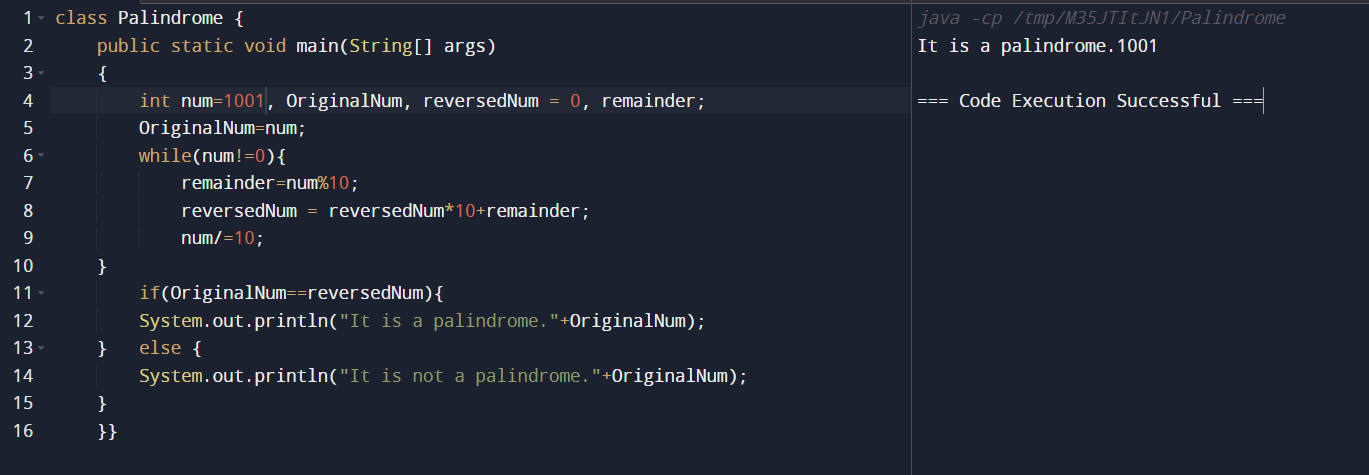 1 class Palindrome {
2 public static void main(String[] args)
3 {
4 int num=1001, OriginalNum, reversedNum = 0, remainder;
5 OriginalNum=num;
6 while(num!=0){
7 remainder=num%10;
8 reversedNum = reversedNum*10+remainder;
9 num/=10;
10 }
11 if(OriginalNum==reversedNum){
12 System.out.println("It is a palindrome."+OriginalNum);
13 } else {
14 System.out.println("It is not a palindrome."+OriginalNum);
15 }
16 }}
java -cp /tmp/M35JTItJN1/Palindrome
It is a palindrome.1001
=== Code Execution Successful ===